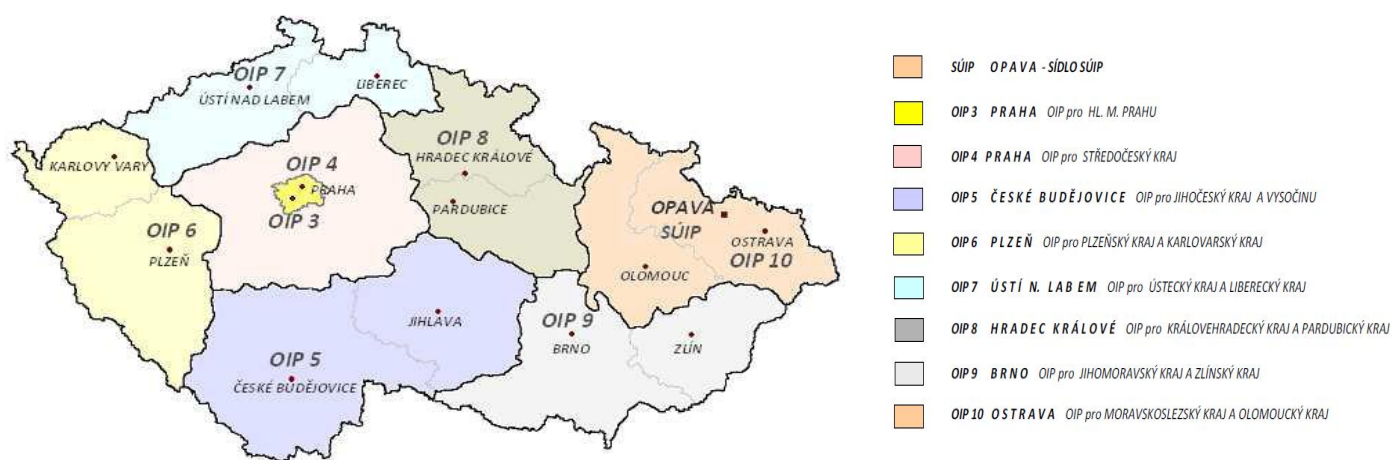 OIP 7
ÚSTÍ NAD LABEM
LIBEREC
KARLOVY VARY
OIP 8
HRADEC KRÁLOVÉ
PARDUBICE
OIP 4
PRAHA
OIP 3
OIP 6
PLZEŇ
OPAVA
SÚIP
OSTRAVA
OIP 10
OLOMOUC
JIHLAVA
OIP 9
BRNO
ZLÍN
OIP 5
ČESKÉ BUDĚJOVICE
SÚIP OPAVA - SÍDLO SÚIP
OIP 3 PRAHA OIP pro HL. M. PRAHU
OIP 4 PRAHA OIP pro STŘEDOČESKÝ KRAJ
OIP 5 ČESKÉ BUDĚJOVICE OIP pro JIHOČESKÝ KRAJ A VYSOČINU
OIP 6 PLZEŇ OIP pro PLZEŇSKÝ KRAJ A KARLOVARSKÝ KRAJ
OIP 7 ÚSTÍ N. LABEM OIP pro ÚSTECKÝ KRAJ A LIBERECKÝ KRAJ
OIP 8 HRADEC KRÁLOVÉ OIP pro KRÁLOVEHRADECKÝ KRAJ A PARDUBICKÝ KRAJ
OIP 9 BRNO OIP pro JIHOMORAVSKÝ KRAJ A ZLÍNSKÝ KRAJ
OIP 10 OSTRAVA OIP pro MORAVSKOSLEZSKÝ KRAJ A OLOMOUCKÝ KRAJ